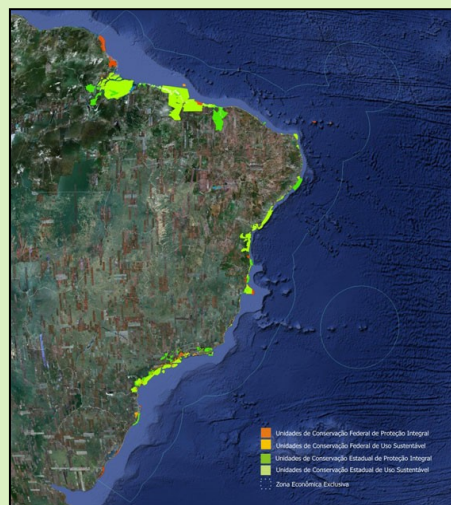 Unidades de Conservação Federal de Proteção Integral
Unidades de Conservação Federal de Uso Sustentável
Unidades de Conservação Estadual de Proteção Integral
Unidades de Conservação Estadual de Uso Sustentável
Zona Econômica Exclusiva